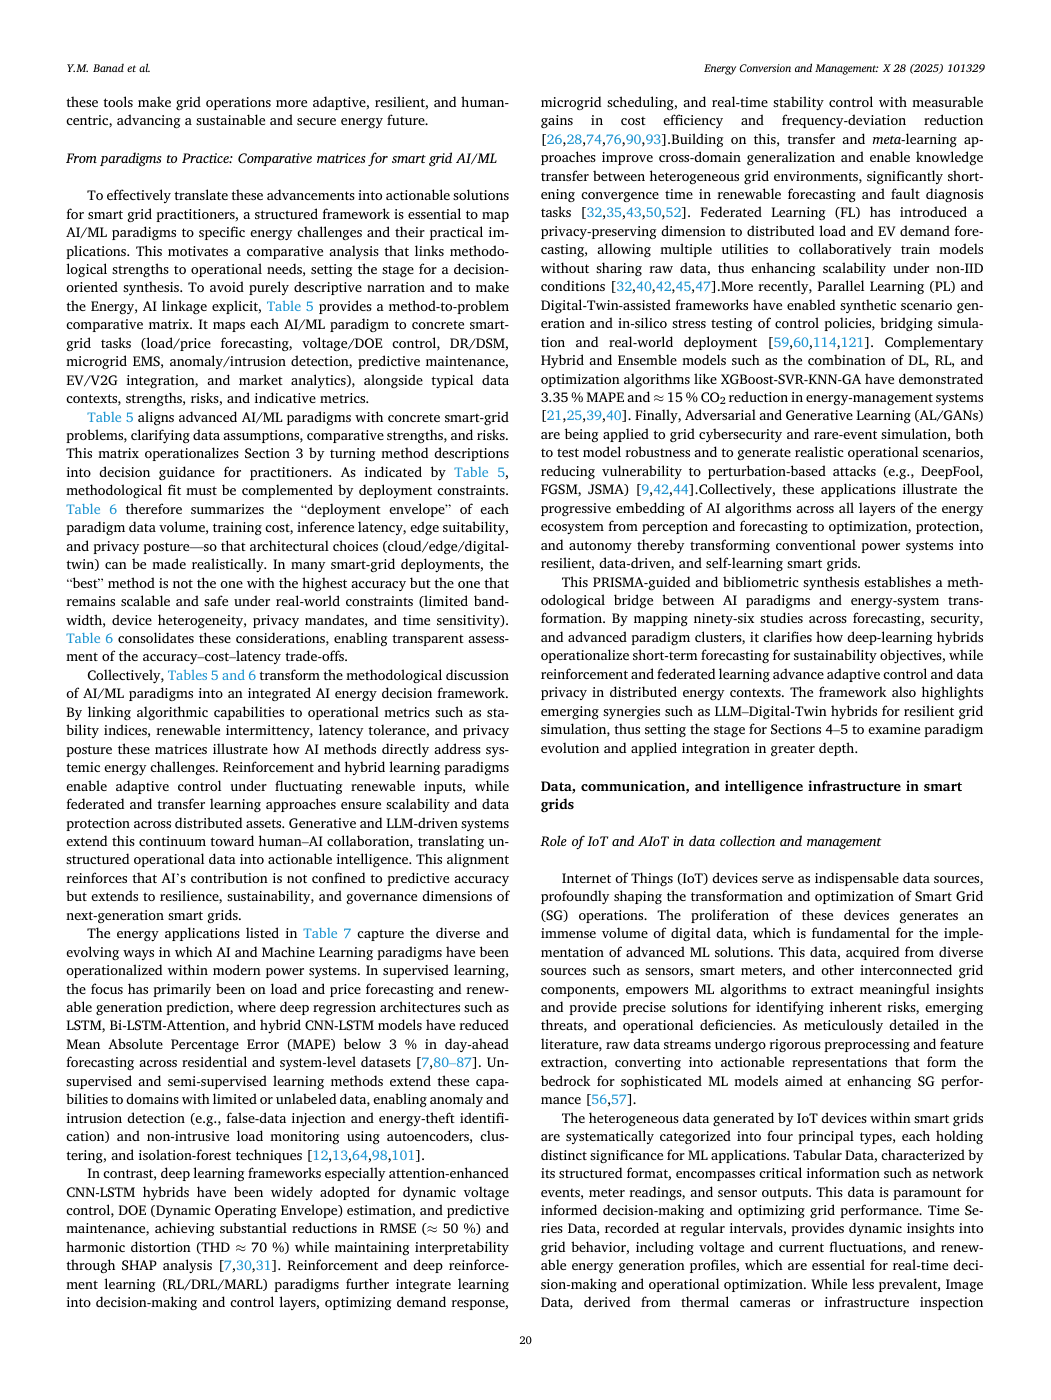 Y.M. Banad et al.
Energy Conversion and Management: X 28 (2025) 101329
these tools make grid operations more adaptive, resilient, and human-
centric, advancing a sustainable and secure energy future.
From paradigms to Practice: Comparative matrices for smart grid AI/ML
To effectively translate these advancements into actionable solutions
for smart grid practitioners, a structured framework is essential to map
AI/ML paradigms to specific energy challenges and their practical im-
plications. This motivates a comparative analysis that links methodo-
logical strengths to operational needs, setting the stage for a decision-
oriented synthesis. To avoid purely descriptive narration and to make
the Energy, AI linkage explicit, Table 5 provides a method-to-problem
comparative matrix. It maps each AI/ML paradigm to concrete smart-
grid tasks (load/price forecasting, voltage/DOE control, DR/DSM,
microgrid EMS, anomaly/intrusion detection, predictive maintenance,
EV/V2G integration, and market analytics), alongside typical data
contexts, strengths, risks, and indicative metrics.
Table 5 aligns advanced AI/ML paradigms with concrete smart-grid
problems, clarifying data assumptions, comparative strengths, and risks.
This matrix operationalizes Section 3 by turning method descriptions
into decision guidance for practitioners. As indicated by Table 5,
methodological fit must be complemented by deployment constraints.
Table 6 therefore summarizes the “deployment envelope” of each
paradigm data volume, training cost, inference latency, edge suitability,
and privacy posture—so that architectural choices (cloud/edge/digital-
twin) can be made realistically. In many smart-grid deployments, the
“best” method is not the one with the highest accuracy but the one that
remains scalable and safe under real-world constraints (limited band-
width, device heterogeneity, privacy mandates, and time sensitivity).
Table 6 consolidates these considerations, enabling transparent assess-
ment of the accuracy–cost–latency trade-offs.
Collectively, Tables 5 and 6 transform the methodological discussion
of AI/ML paradigms into an integrated AI energy decision framework.
By linking algorithmic capabilities to operational metrics such as sta-
bility indices, renewable intermittency, latency tolerance, and privacy
posture these matrices illustrate how AI methods directly address sys-
temic energy challenges. Reinforcement and hybrid learning paradigms
enable adaptive control under fluctuating renewable inputs, while
federated and transfer learning approaches ensure scalability and data
protection across distributed assets. Generative and LLM-driven systems
extend this continuum toward human–AI collaboration, translating un-
structured operational data into actionable intelligence. This alignment
reinforces that AI’s contribution is not confined to predictive accuracy
but extends to resilience, sustainability, and governance dimensions of
next-generation smart grids.
The energy applications listed in Table 7 capture the diverse and
evolving ways in which AI and Machine Learning paradigms have been
operationalized within modern power systems. In supervised learning,
the focus has primarily been on load and price forecasting and renew-
able generation prediction, where deep regression architectures such as
LSTM, Bi-LSTM-Attention, and hybrid CNN-LSTM models have reduced
Mean Absolute Percentage Error (MAPE) below 3 % in day-ahead
forecasting across residential and system-level datasets [7,80–87]. Un-
supervised and semi-supervised learning methods extend these capa-
bilities to domains with limited or unlabeled data, enabling anomaly and
intrusion detection (e.g., false-data injection and energy-theft identifi-
cation) and non-intrusive load monitoring using autoencoders, clus-
tering, and isolation-forest techniques [12,13,64,98,101].
In contrast, deep learning frameworks especially attention-enhanced
CNN-LSTM hybrids have been widely adopted for dynamic voltage
control, DOE (Dynamic Operating Envelope) estimation, and predictive
maintenance, achieving substantial reductions in RMSE (≈ 50 %) and
harmonic distortion (THD ≈ 70 %) while maintaining interpretability
through SHAP analysis [7,30,31]. Reinforcement and deep reinforce-
ment learning (RL/DRL/MARL) paradigms further integrate learning
into decision-making and control layers, optimizing demand response,
microgrid scheduling, and real-time stability control with measurable
gains in cost efficiency and frequency-deviation reduction
[26,28,74,76,90,93].Building on this, transfer and meta-learning ap-
proaches improve cross-domain generalization and enable knowledge
transfer between heterogeneous grid environments, significantly short-
ening convergence time in renewable forecasting and fault diagnosis
tasks [32,35,43,50,52]. Federated Learning (FL) has introduced a
privacy-preserving dimension to distributed load and EV demand fore-
casting, allowing multiple utilities to collaboratively train models
without sharing raw data, thus enhancing scalability under non-IID
conditions [32,40,42,45,47].More recently, Parallel Learning (PL) and
Digital-Twin-assisted frameworks have enabled synthetic scenario gen-
eration and in-silico stress testing of control policies, bridging simula-
tion and real-world deployment [59,60,114,121]. Complementary
Hybrid and Ensemble models such as the combination of DL, RL, and
optimization algorithms like XGBoost-SVR-KNN-GA have demonstrated
3.35 % MAPE and ≈ 15 % CO2 reduction in energy-management systems
[21,25,39,40]. Finally, Adversarial and Generative Learning (AL/GANs)
are being applied to grid cybersecurity and rare-event simulation, both
to test model robustness and to generate realistic operational scenarios,
reducing vulnerability to perturbation-based attacks (e.g., DeepFool,
FGSM, JSMA) [9,42,44].Collectively, these applications illustrate the
progressive embedding of AI algorithms across all layers of the energy
ecosystem from perception and forecasting to optimization, protection,
and autonomy thereby transforming conventional power systems into
resilient, data-driven, and self-learning smart grids.
This PRISMA-guided and bibliometric synthesis establishes a meth-
odological bridge between AI paradigms and energy-system trans-
formation. By mapping ninety-six studies across forecasting, security,
and advanced paradigm clusters, it clarifies how deep-learning hybrids
operationalize short-term forecasting for sustainability objectives, while
reinforcement and federated learning advance adaptive control and data
privacy in distributed energy contexts. The framework also highlights
emerging synergies such as LLM–Digital-Twin hybrids for resilient grid
simulation, thus setting the stage for Sections 4–5 to examine paradigm
evolution and applied integration in greater depth.
Data, communication, and intelligence infrastructure in smart
grids
Role of IoT and AIoT in data collection and management
Internet of Things (IoT) devices serve as indispensable data sources,
profoundly shaping the transformation and optimization of Smart Grid
(SG) operations. The proliferation of these devices generates an
immense volume of digital data, which is fundamental for the imple-
mentation of advanced ML solutions. This data, acquired from diverse
sources such as sensors, smart meters, and other interconnected grid
components, empowers ML algorithms to extract meaningful insights
and provide precise solutions for identifying inherent risks, emerging
threats, and operational deficiencies. As meticulously detailed in the
literature, raw data streams undergo rigorous preprocessing and feature
extraction, converting into actionable representations that form the
bedrock for sophisticated ML models aimed at enhancing SG perfor-
mance [56,57].
The heterogeneous data generated by IoT devices within smart grids
are systematically categorized into four principal types, each holding
distinct significance for ML applications. Tabular Data, characterized by
its structured format, encompasses critical information such as network
events, meter readings, and sensor outputs. This data is paramount for
informed decision-making and optimizing grid performance. Time Se-
ries Data, recorded at regular intervals, provides dynamic insights into
grid behavior, including voltage and current fluctuations, and renew-
able energy generation profiles, which are essential for real-time deci-
sion-making and operational optimization. While less prevalent, Image
Data, derived from thermal cameras or infrastructure inspection
20